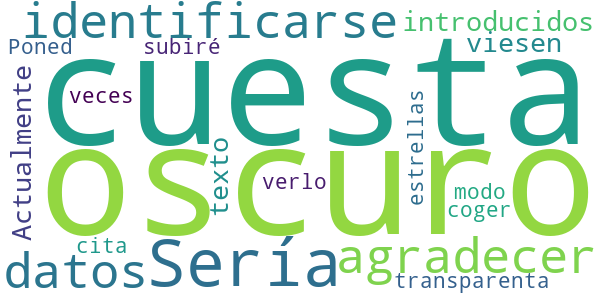 identificarse
introducidos
Poned
subiré
viesen
cuesta
veces
Actualmente
estrellas
texto
oscuro
verlo
modo
coger
cita
Sería
agradecer
datos
transparenta